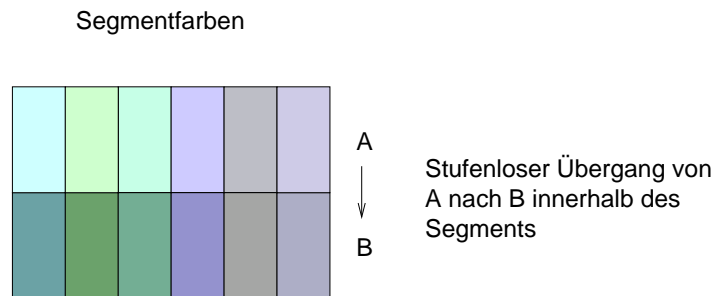 Segmentfarben
A
Stufenloser Übergang von
A nach B innerhalb des
Segments
B